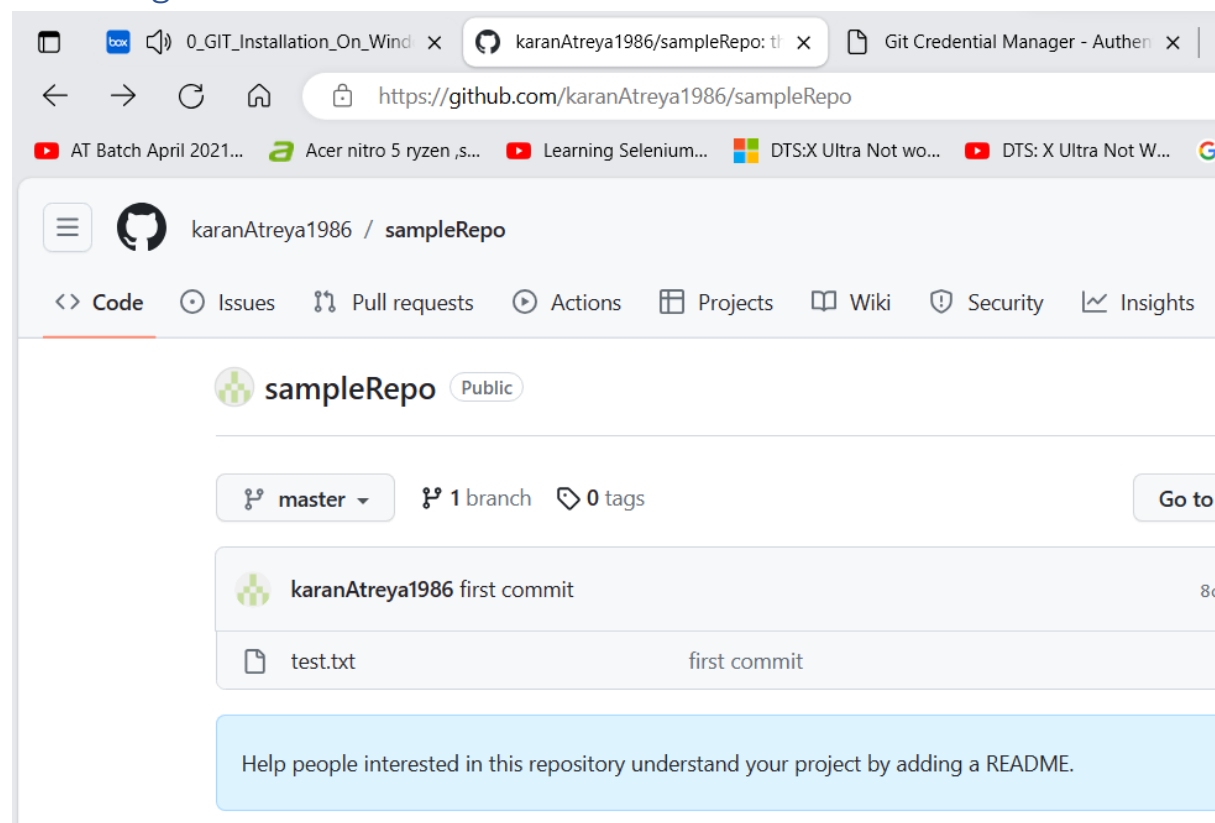 box 0_GIT_Installation_On_Wind karanAtreya1986/sampleRepo: th Git Credential Manager - Authen
https://github.com/karanAtreya1986/sampleRepo
AT Batch April 2021... Acer nitro 5 ryzen ,s... Learning Selenium... DTS:X Ultra Not wo... DTS: X Ultra Not W... G
karanAtreya1986 / sampleRepo
<> Code Issues Pull requests Actions Projects Wiki Security Insights
sampleRepo Public
master 1 branch 0 tags Go to
karanAtreya1986 first commit 8c
test.txt first commit
Help people interested in this repository understand your project by adding a README.